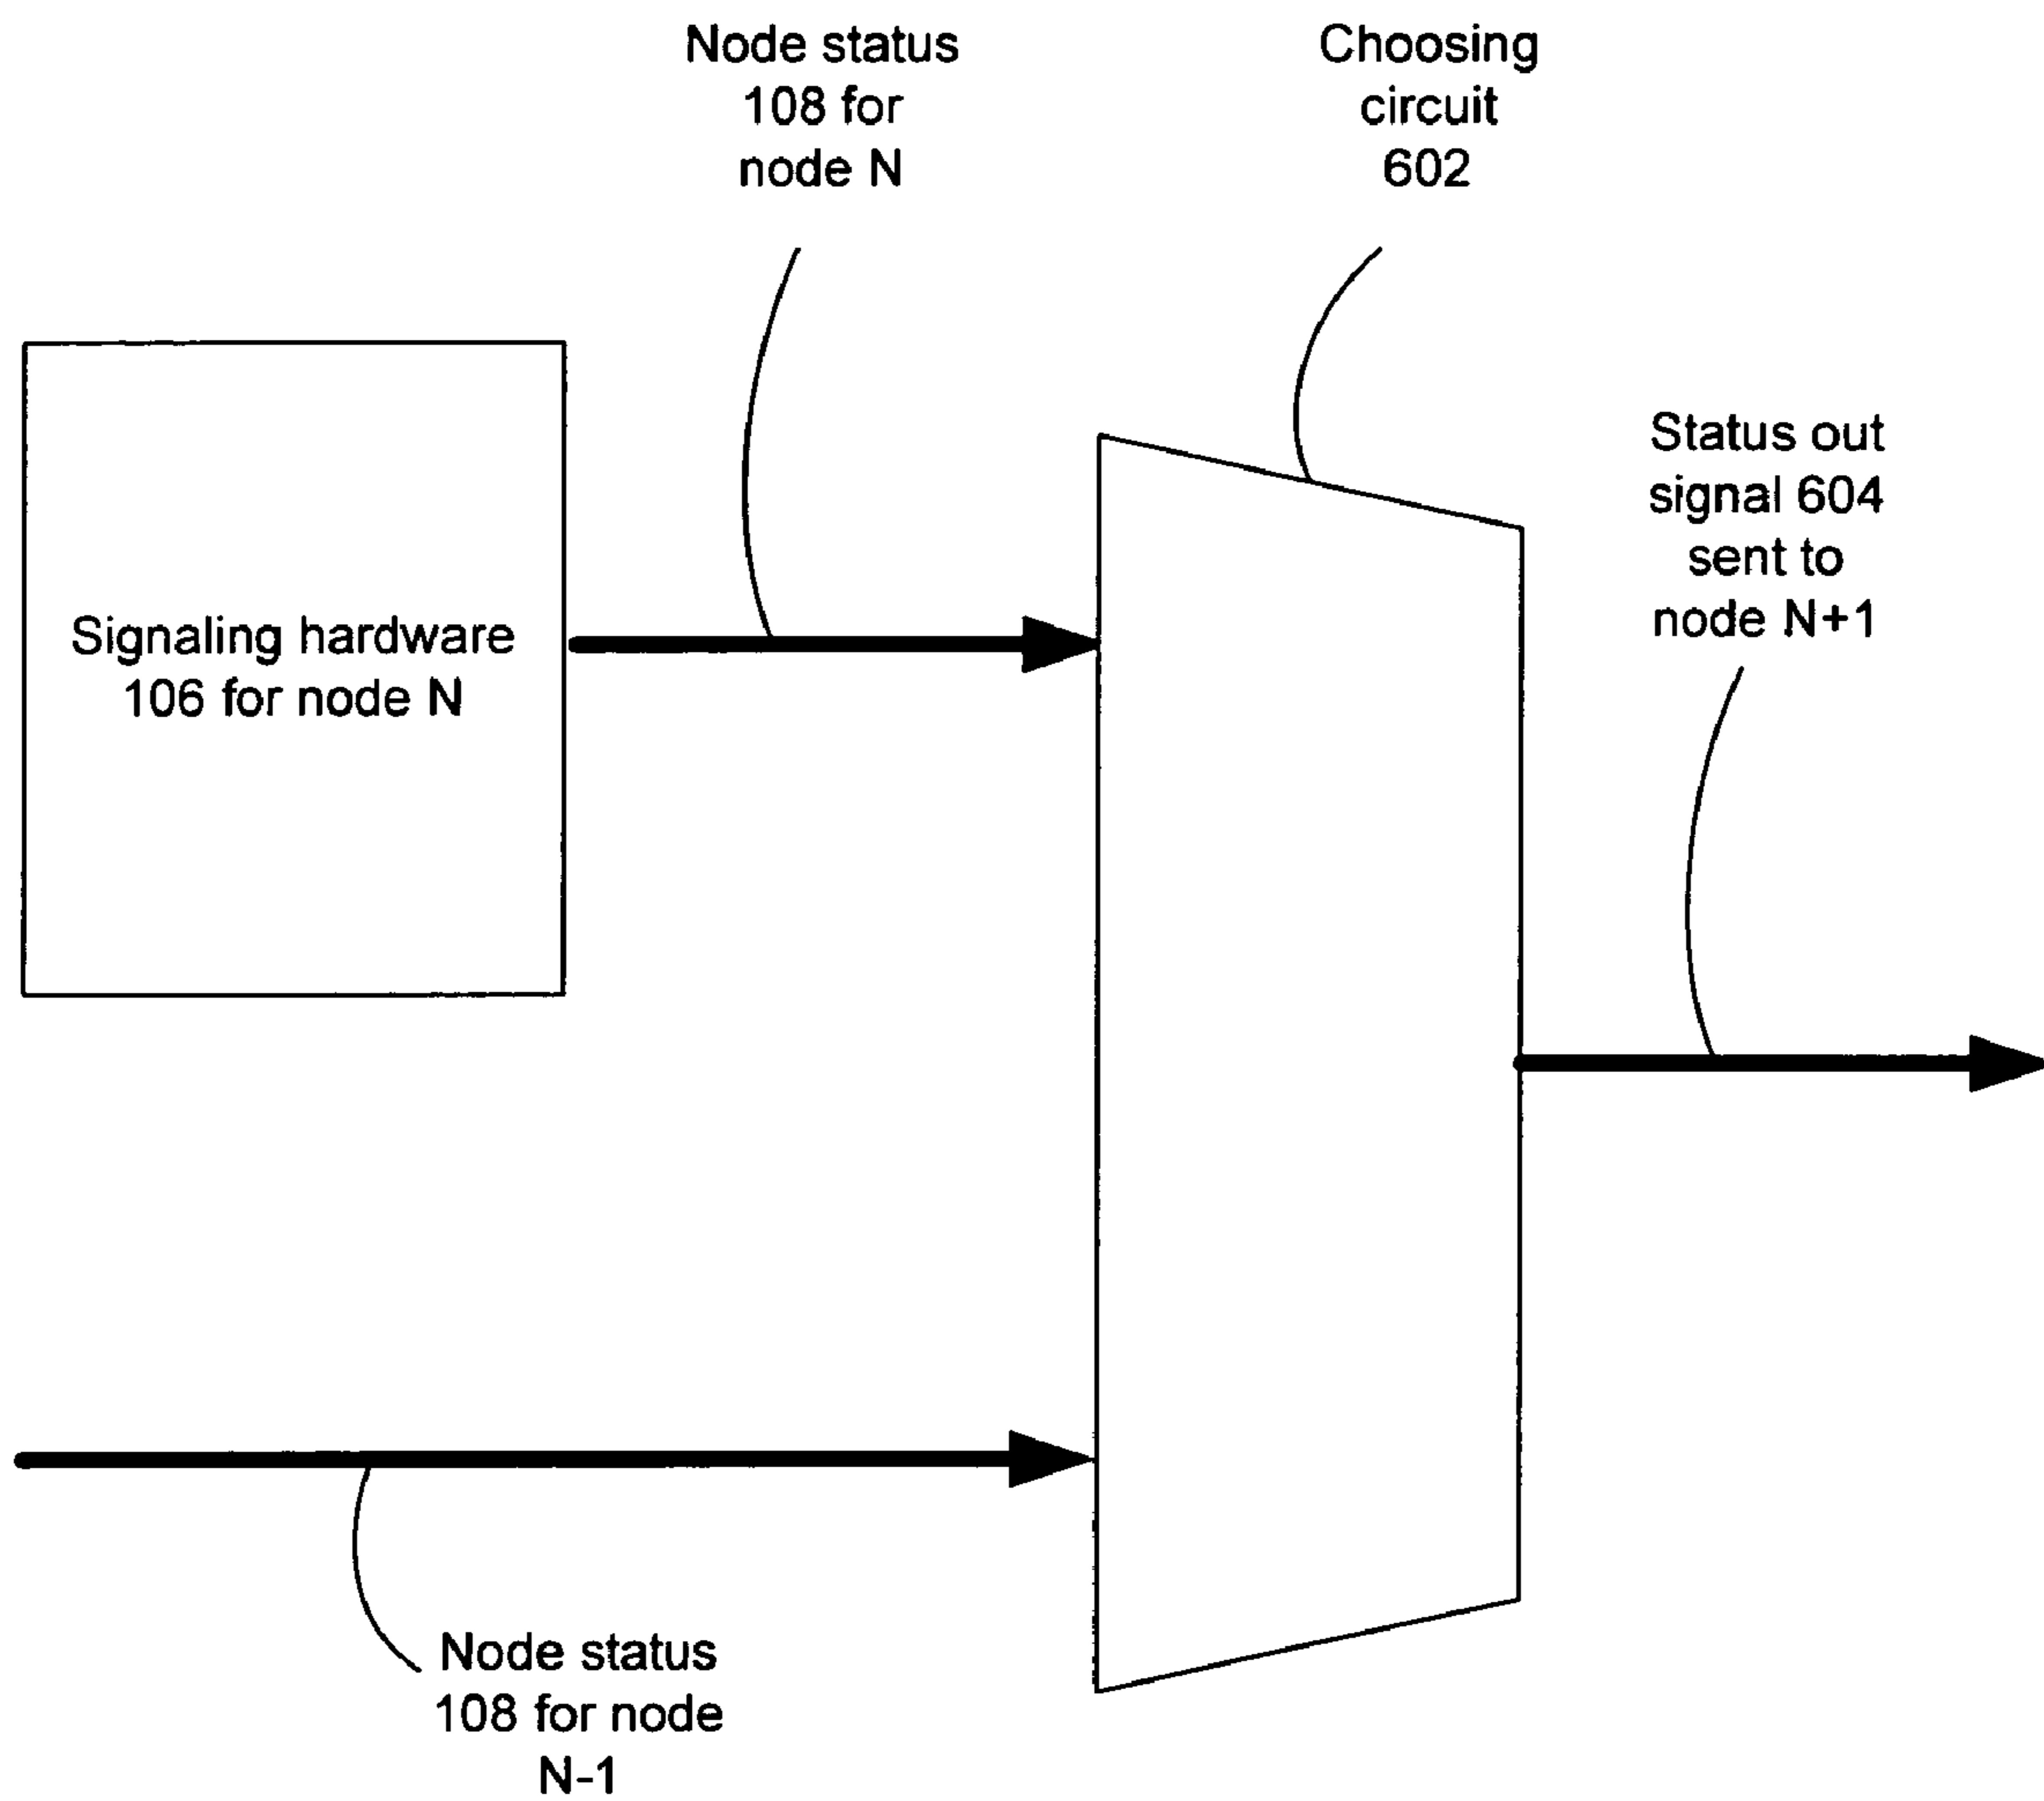 Node status
108 for
node N
Choosing
circuit
602
Status out
signal 604
sent to
node N+1
Signaling hardware
106 for node N
Node status
108 for node
N-1